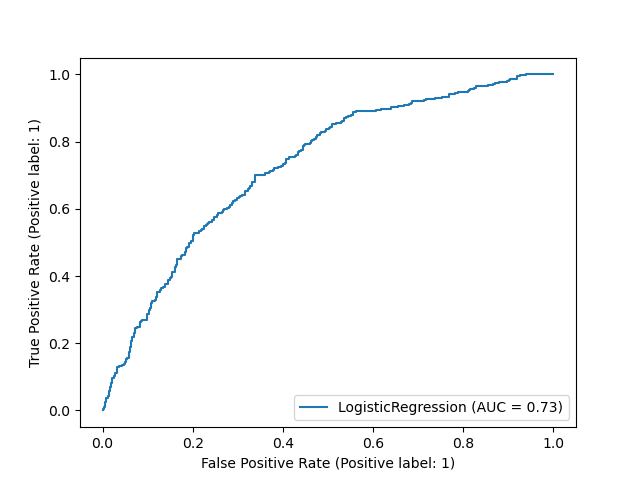 1.0
0.8
0.6
0.4
0.2
0.0
True Positive Rate (Positive label: 1)
LogisticRegression (AUC = 0.73)
0.0 0.2 0.4 0.6 0.8 1.0
False Positive Rate (Positive label: 1)